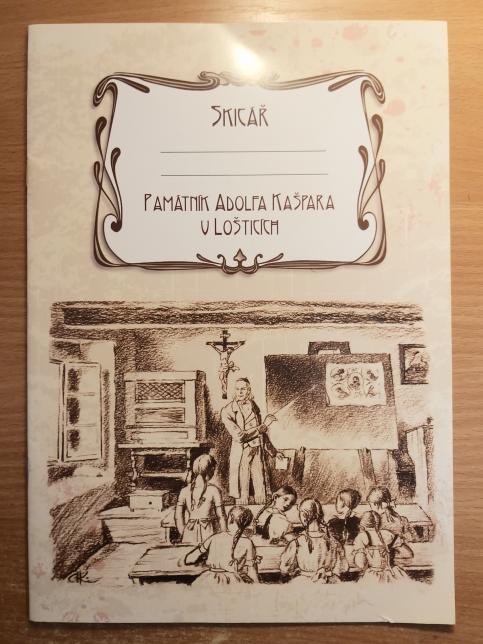 Skicář
Památník Adolfa Kašpara
v Lošticích